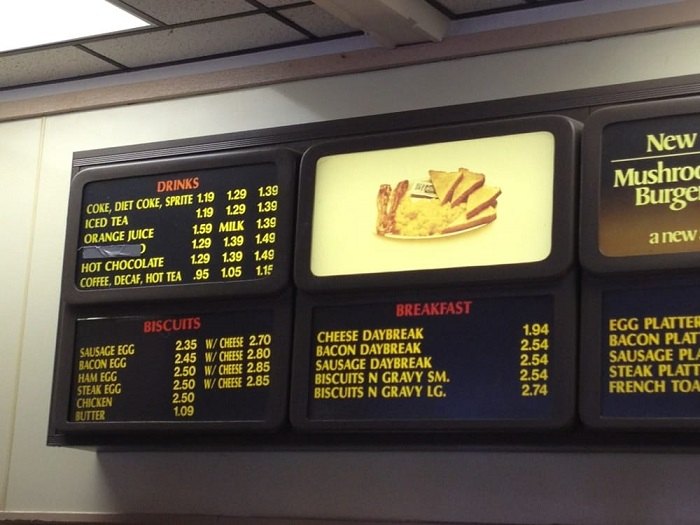 DRINKS
COKE, DIET COKE, SPRITE 1.19 1.29 1.39
ICED TEA 1.19 1.29 1.39
ORANGE JUICE 1.59 MILK 1.39
1.29 1.39 1.49
HOT CHOCOLATE 1.29 1.39 1.49
COFFEE, DECAF, HOT TEA .95 1.05 1.15
BISCUITS
SAUSAGE EGG 2.35 W/ CHEESE 2.70
BACON EGG 2.45 W/ CHEESE 2.80
HAM EGG 2.50 W/ CHEESE 2.85
STEAK EGG 2.50 W/ CHEESE 2.85
CHICKEN 2.50
BUTTER 1.09
BREAKFAST
CHEESE DAYBREAK 1.94
BACON DAYBREAK 2.54
SAUSAGE DAYBREAK 2.54
BISCUITS N GRAVY SM. 2.54
BISCUITS N GRAVY LG. 2.74
New
Mushroo
Burge
a new
EGG PLATTER
BACON PLAT
SAUSAGE PL
STEAK PLATT
FRENCH TOA